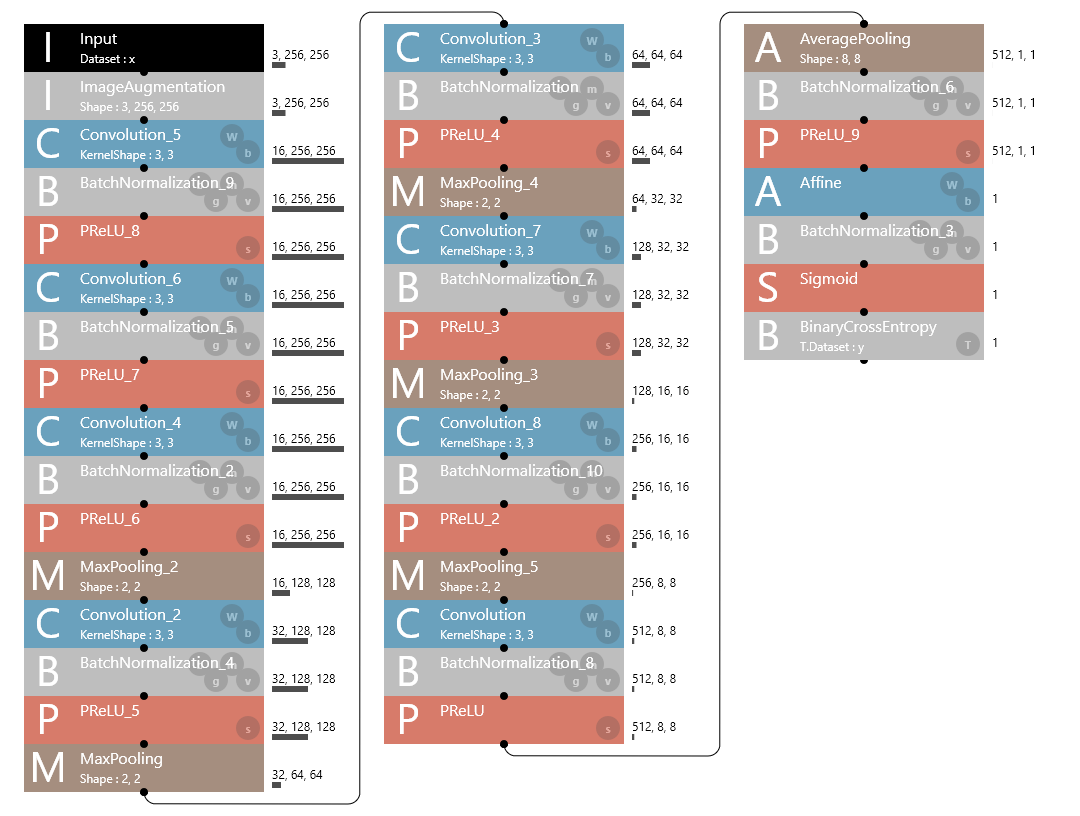 I Input 3, 256, 256
Dataset : x
I ImageAugmentation 3, 256, 256
Shape : 3, 256, 256
C Convolution_5 W 16, 256, 256
KernelShape : 3, 3 b
B BatchNormalization_9 m 16, 256, 256
g v
P PReLU_8 s 16, 256, 256
C Convolution_6 W 16, 256, 256
KernelShape : 3, 3 b
B BatchNormalization_5 m 16, 256, 256
g v
P PReLU_7 s 16, 256, 256
C Convolution_4 W 16, 256, 256
KernelShape : 3, 3 b
B BatchNormalization_2 m 16, 256, 256
g v
P PReLU_6 s 16, 256, 256
M MaxPooling_2 16, 128, 128
Shape : 2, 2
C Convolution_2 W 32, 128, 128
KernelShape : 3, 3 b
B BatchNormalization_4 m 32, 128, 128
g v
P PReLU_5 s 32, 128, 128
M MaxPooling 32, 64, 64
Shape : 2, 2
C Convolution_3 W 64, 64, 64
KernelShape : 3, 3 b
B BatchNormalization m 64, 64, 64
g v
P PReLU_4 s 64, 64, 64
M MaxPooling_4 64, 32, 32
Shape : 2, 2
C Convolution_7 W 128, 32, 32
KernelShape : 3, 3 b
B BatchNormalization_7 m 128, 32, 32
g v
P PReLU_3 s 128, 32, 32
M MaxPooling_3 128, 16, 16
Shape : 2, 2
C Convolution_8 W 256, 16, 16
KernelShape : 3, 3 b
B BatchNormalization_10 m 256, 16, 16
g v
P PReLU_2 s 256, 16, 16
M MaxPooling_5 256, 8, 8
Shape : 2, 2
C Convolution W 512, 8, 8
KernelShape : 3, 3 b
B BatchNormalization_8 m 512, 8, 8
g v
P PReLU s 512, 8, 8
A AveragePooling 512, 1, 1
Shape : 8, 8
B BatchNormalization_6 m 512, 1, 1
g v
P PReLU_9 s 512, 1, 1
A Affine W 1
b
B BatchNormalization_3 m 1
g v
S Sigmoid 1
B BinaryCrossEntropy 1
T.Dataset : y T